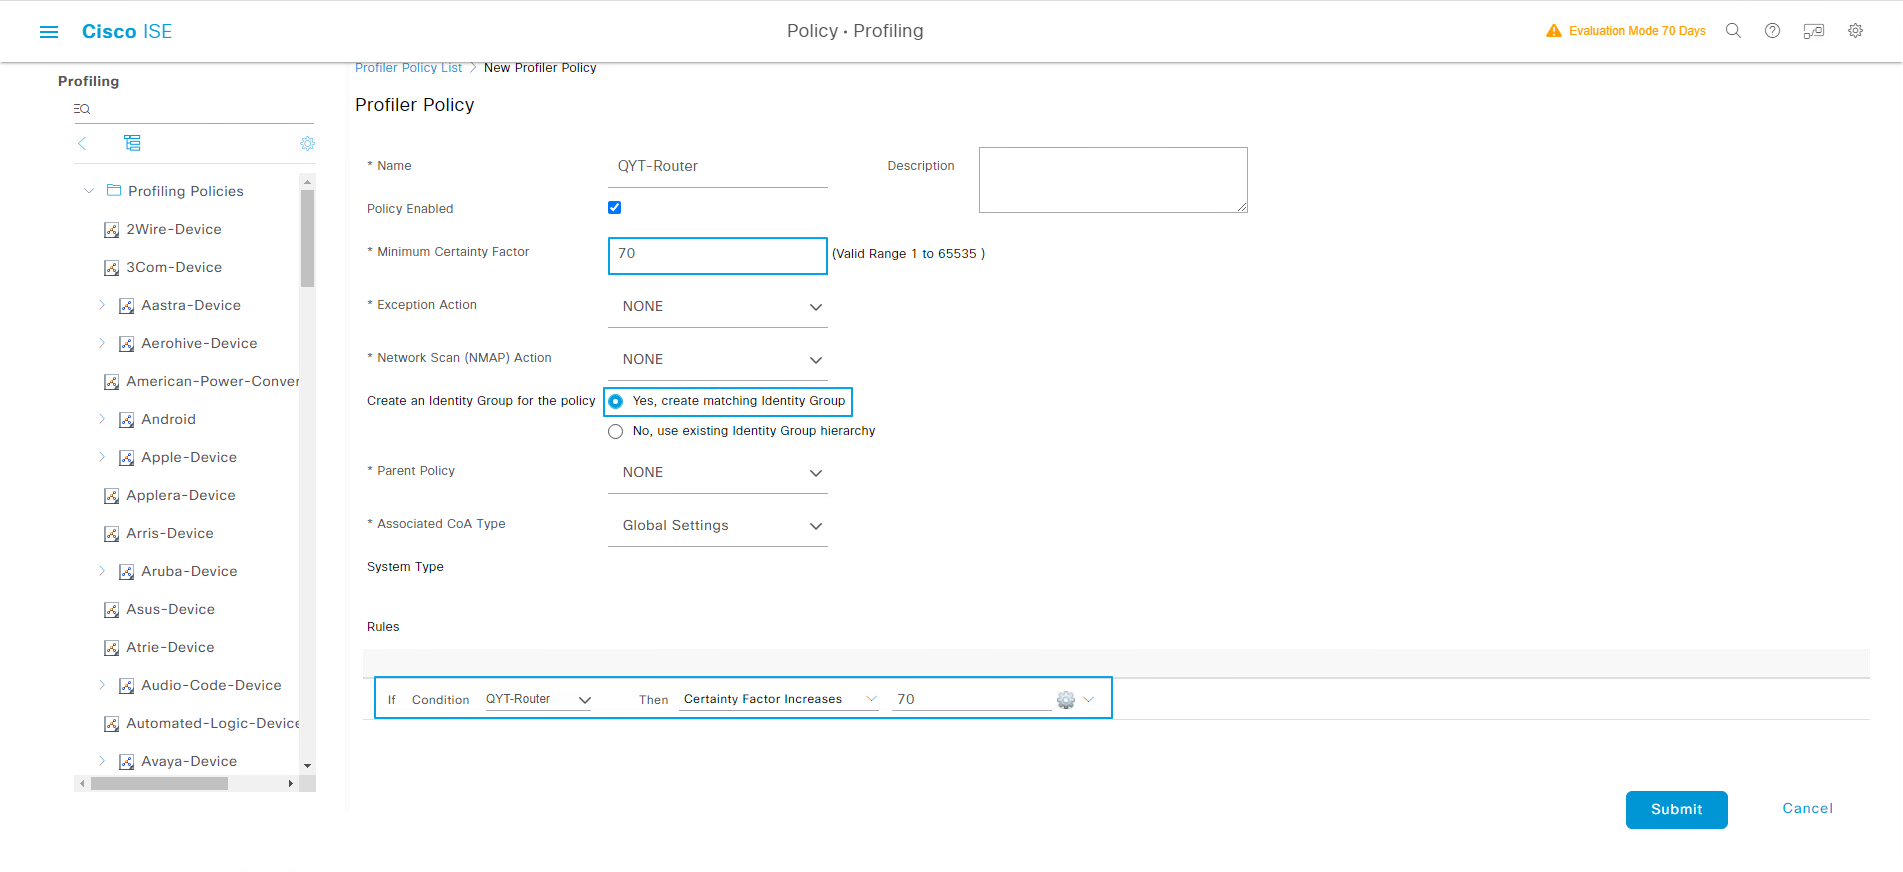 Cisco ISE
Policy • Profiling
Evaluation Mode 70 Days
Profiling
Profiling Policies
2Wire-Device
3Com-Device
Aastra-Device
Aerohive-Device
American-Power-Conver
Android
Apple-Device
Applera-Device
Arris-Device
Aruba-Device
Asus-Device
Atrie-Device
Audio-Code-Device
Automated-Logic-Device
Avaya-Device
Profiler Policy List > New Profiler Policy
Profiler Policy
* Name QYT-Router Description
Policy Enabled
* Minimum Certainty Factor 70 (Valid Range 1 to 65535 )
* Exception Action NONE
* Network Scan (NMAP) Action NONE
Create an Identity Group for the policy Yes, create matching Identity Group
No, use existing Identity Group hierarchy
* Parent Policy NONE
* Associated CoA Type Global Settings
System Type
Rules
If Condition QYT-Router Then Certainty Factor Increases 70
Submit Cancel